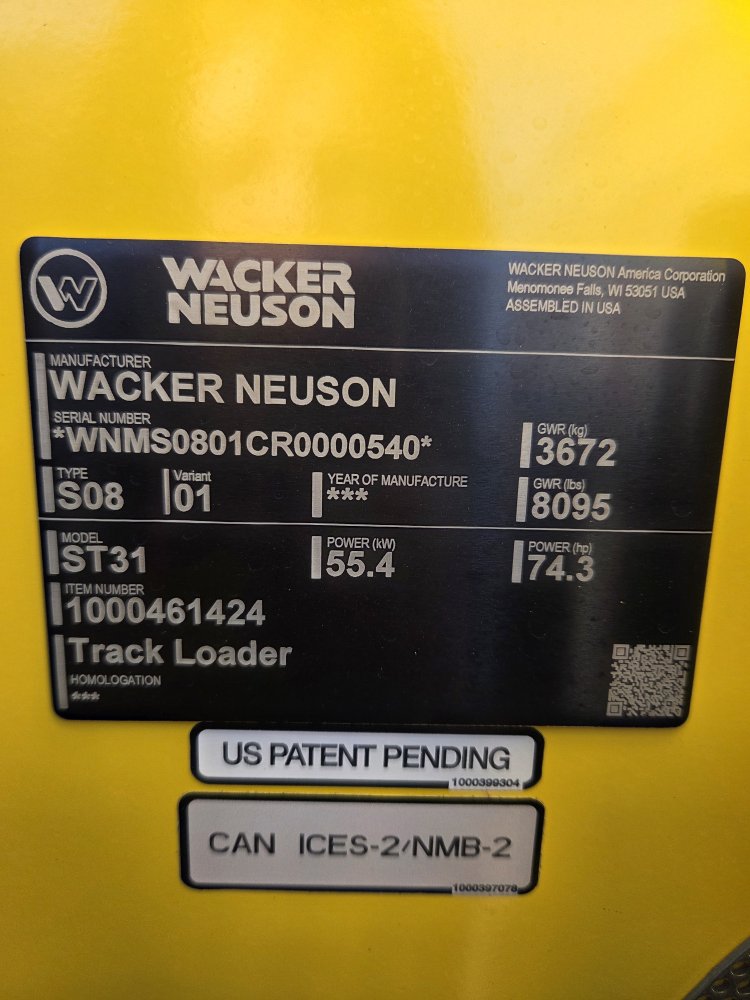 W WACKER NEUSON
WACKER NEUSON America Corporation
Menomonee Falls, WI 53051 USA
ASSEMBLED IN USA
MANUFACTURER
WACKER NEUSON
SERIAL NUMBER
*WNMS0801CR0000540*
GWR (kg)
3672
TYPE
S08
Variant
01
YEAR OF MANUFACTURE
***
GWR (lbs)
8095
MODEL
ST31
POWER (kW)
55.4
POWER (hp)
74.3
ITEM NUMBER
1000461424
Track Loader
HOMOLOGATION
***
US PATENT PENDING
1000399304
CAN ICES-2/NMB-2
1000397078